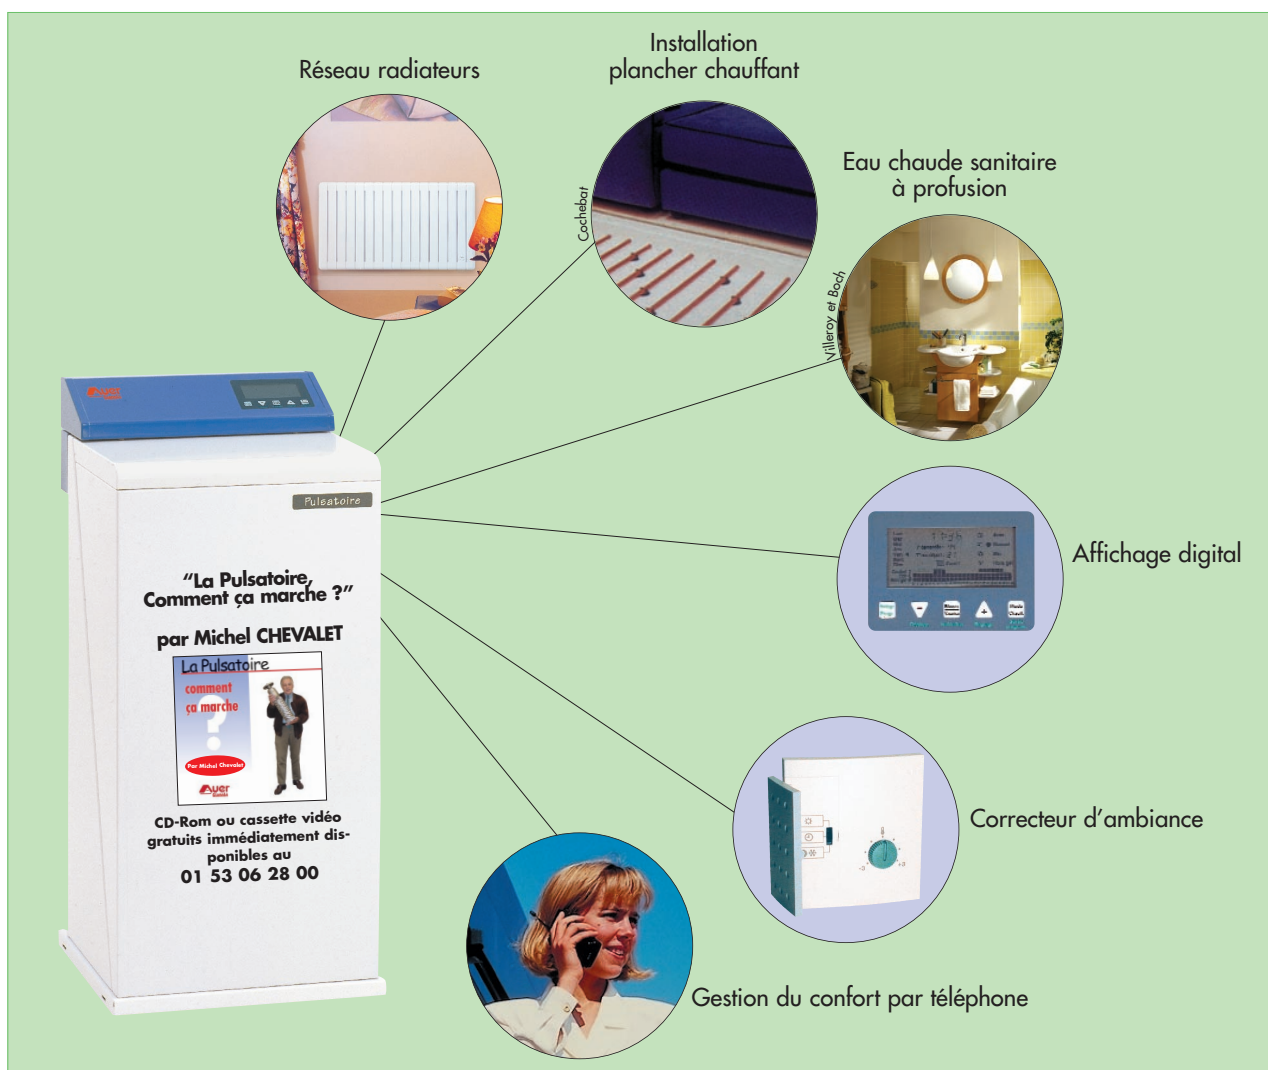 Réseau radiateurs
Installation
plancher chauffant
Eau chaude sanitaire
à profusion
Cochebat
Villeroy et Boch
Auer
Pulsatoire
Affichage digital
"La Pulsatoire,
Comment ça marche ?"
par Michel CHEVALET
La Pulsatoire
comment
ça marche
?
Par Michel Chevalet
Auer
CD-Rom ou cassette vidéo
gratuits immédiatement dis-
ponibles au
01 53 06 28 00
Correcteur d'ambiance
Gestion du confort par téléphone